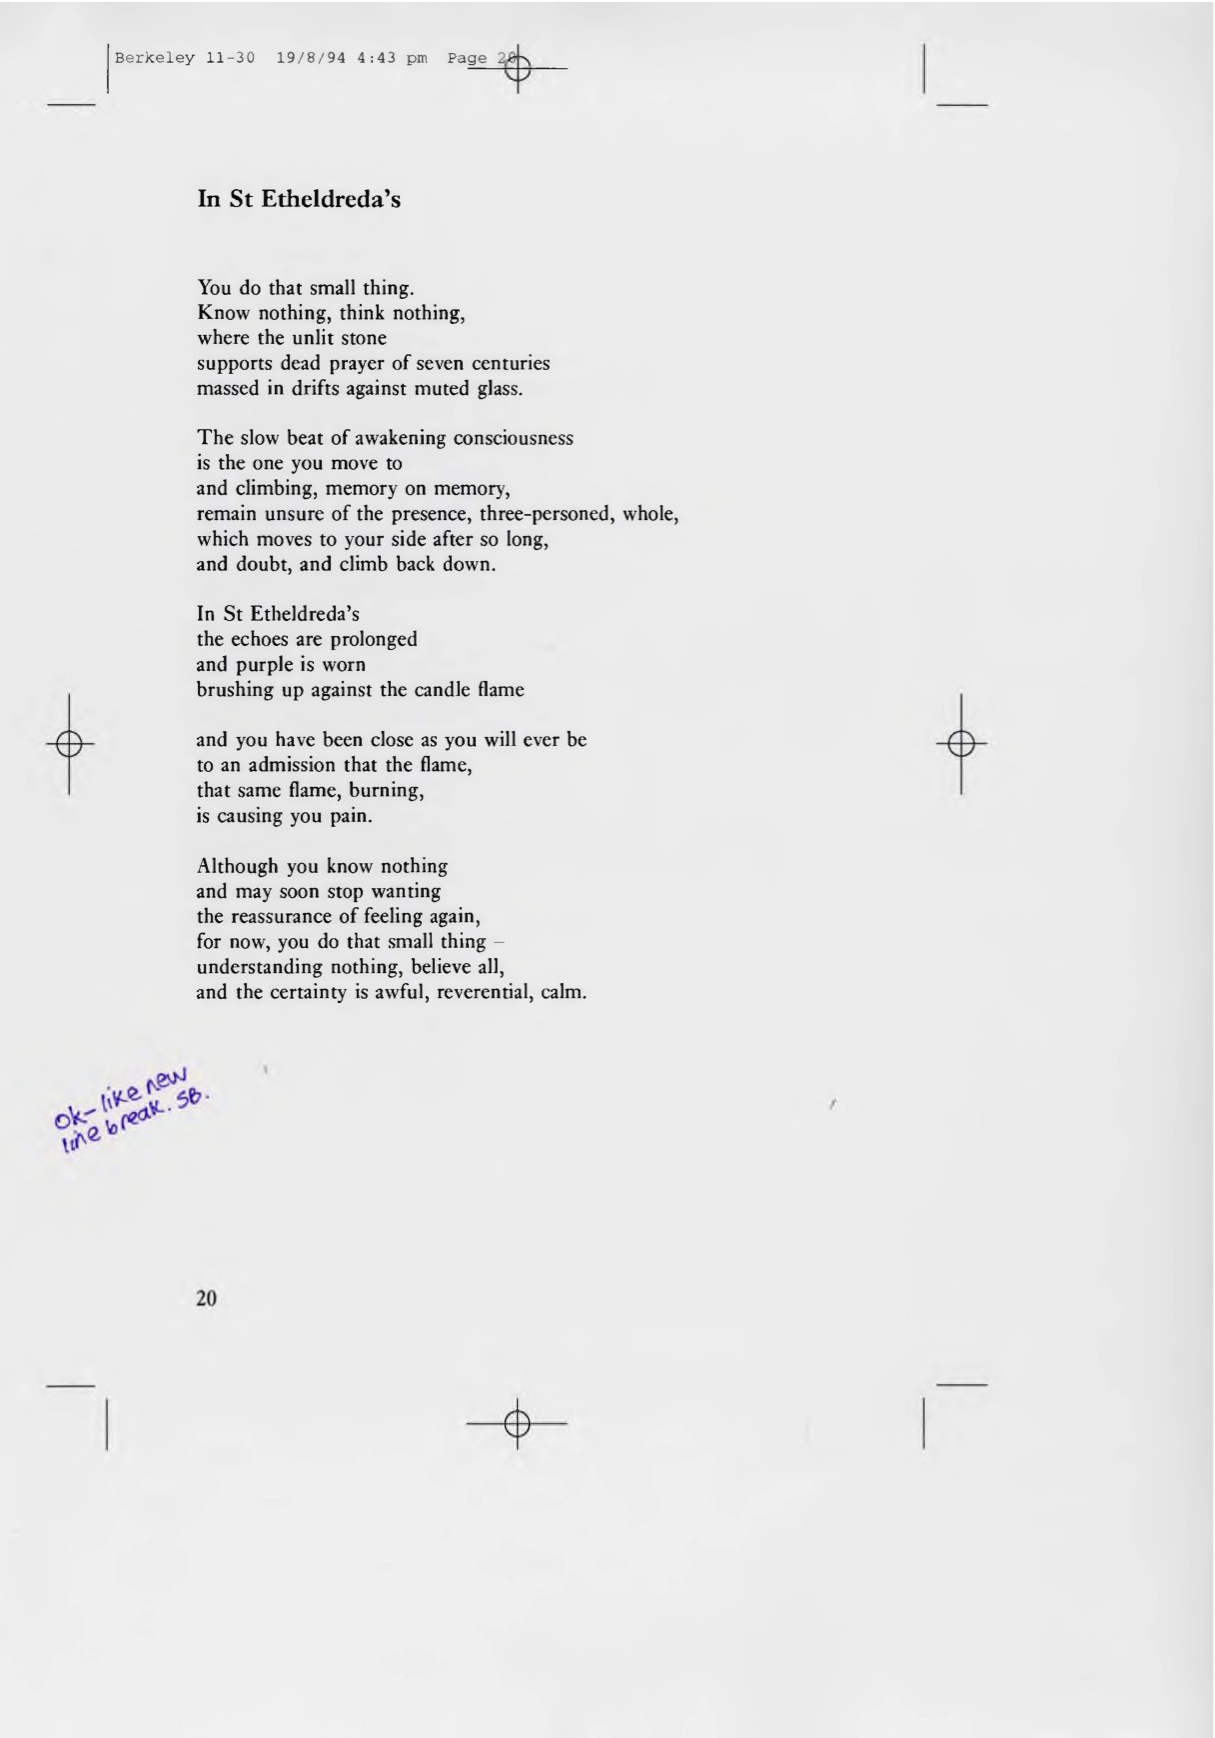 Berkeley 11-30 19/8/94 4:43 pm Page 20
In St Etheldreda's
You do that small thing.
Know nothing, think nothing,
where the unlit stone
supports dead prayer of seven centuries
massed in drifts against muted glass.
The slow beat of awakening consciousness
is the one you move to
and climbing, memory on memory,
remain unsure of the presence, three-personed, whole,
which moves to your side after so long,
and doubt, and climb back down.
In St Etheldreda's
the echoes are prolonged
and purple is worn
brushing up against the candle flame
and you have been close as you will ever be
to an admission that the flame,
that same flame, burning,
is causing you pain.
Although you know nothing
and may soon stop wanting
the reassurance of feeling again,
for now, you do that small thing –
understanding nothing, believe all,
and the certainty is awful, reverential, calm.
ok- like new
line break. SB.
20